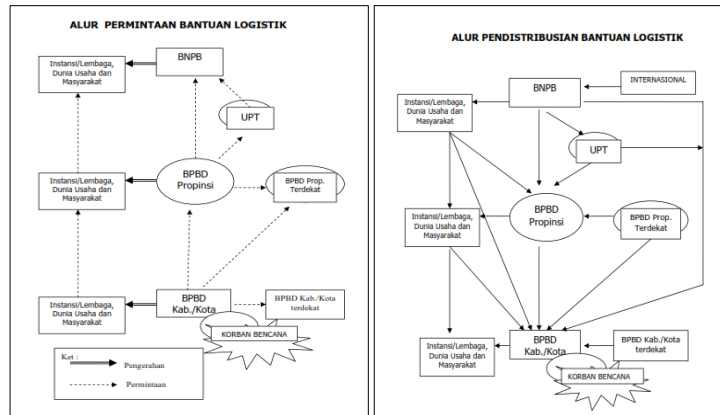 ALUR PERMINTAAN BANTUAN LOGISTIK
Instansi/Lembaga,
Dunia Usaha dan
Masyarakat
BNPB
UPT
Instansi/Lembaga,
Dunia Usaha dan
Masyarakat
BPBD
Propinsi
BPBD Prop.
Terdekat
Instansi/Lembaga,
Dunia Usaha dan
Masyarakat
BPBD
Kab./Kota
BPBD Kab./Kota
terdekat
KORBAN BENCANA
Ket :
Pengerahan
Permintaan
ALUR PENDISTRIBUSIAN BANTUAN LOGISTIK
INTERNASIONAL
BNPB
Instansi/Lembaga,
Dunia Usaha dan
Masyarakat
UPT
Instansi/Lembaga,
Dunia Usaha dan
Masyarakat
BPBD
Propinsi
BPBD Prop.
Terdekat
Instansi/Lembaga,
Dunia Usaha dan
Masyarakat
BPBD
Kab./Kota
BPBD Kab./Kota
terdekat
KORBAN BENCANA